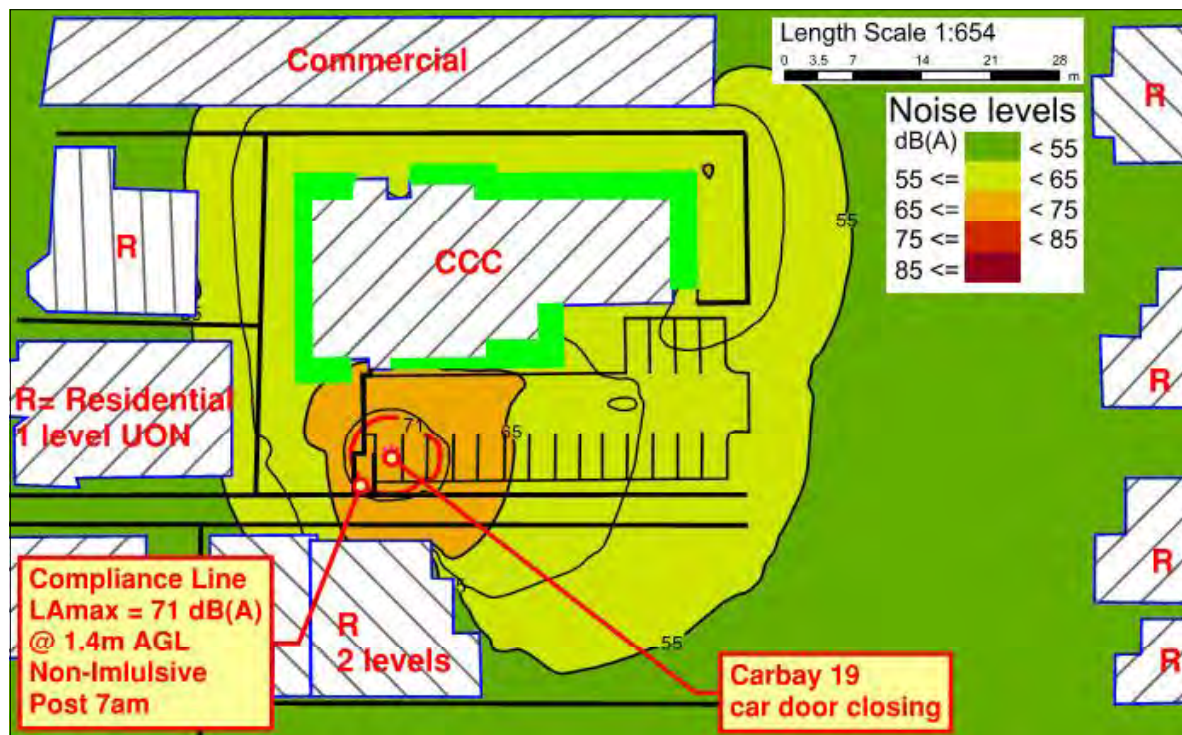 Commercial
Length Scale 1:654
0 3.5 7 14 21 28
m
Noise levels
dB(A)
< 55
55 <= < 65
65 <= < 75
75 <= < 85
85 <=
R
R
CCC
55
R
R= Residential
1 level UON
71
65
R
Compliance Line
LAmax = 71 dB(A)
@ 1.4m AGL
Non-Imlulsive
Post 7am
R
2 levels
55
Carbay 19
car door closing
R